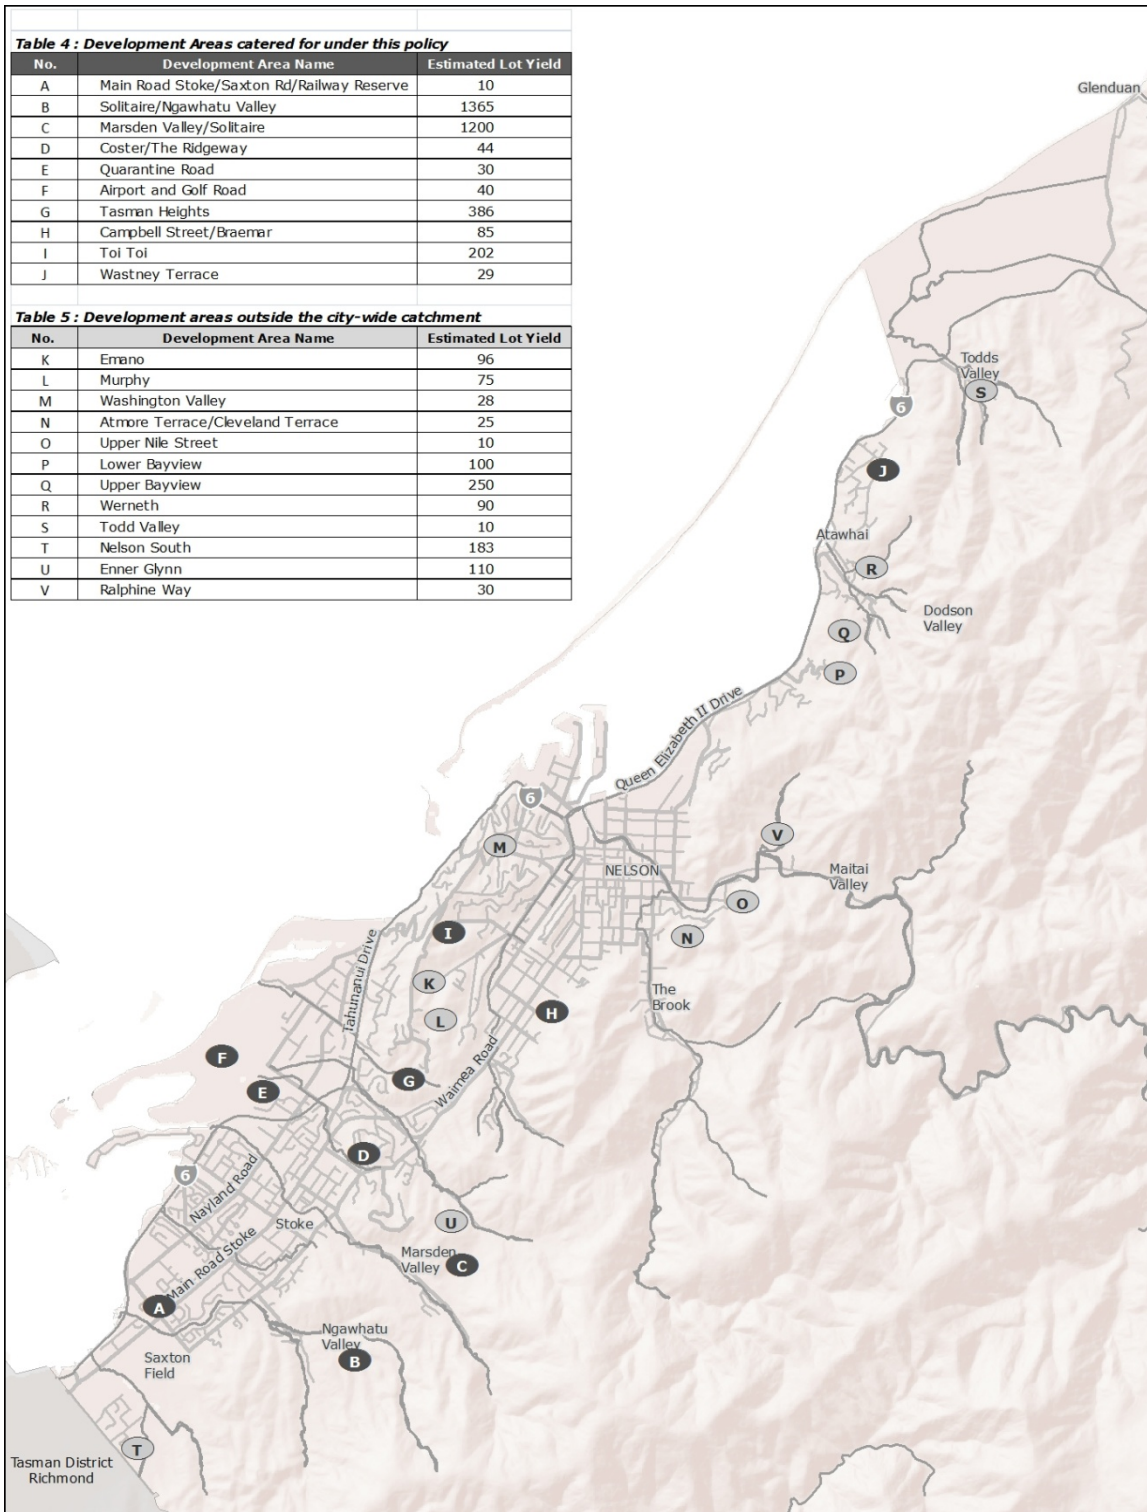 Table 4 : Development Areas catered for under this policy
No. Development Area Name Estimated Lot Yield
A Main Road Stoke/Saxton Rd/Railway Reserve 10
B Solitaire/Ngawhatu Valley 1365
C Marsden Valley/Solitaire 1200
D Coster/The Ridgeway 44
E Quarantine Road 30
F Airport and Golf Road 40
G Tasman Heights 386
H Campbell Street/Braemar 85
I Toi Toi 202
J Wastney Terrace 29
Table 5 : Development areas outside the city-wide catchment
No. Development Area Name Estimated Lot Yield
K Emano 96
L Murphy 75
M Washington Valley 28
N Atmore Terrace/Cleveland Terrace 25
O Upper Nile Street 10
P Lower Bayview 100
Q Upper Bayview 250
R Werneth 90
S Todd Valley 10
T Nelson South 183
U Enner Glynn 110
V Ralphine Way 30
Glenduan
Todds
Valley
S
6
J
Atawhai
R
Dodson
Valley
Q
P
Queen Elizabeth II Drive
6
M
V
NELSON
Maitai
Valley
O
I
N
Tahunanui Drive
K
The
Brook
L
H
F
G
E
Waimea Road
D
6
Nayland Road
Stoke
U
Marsden
Valley
C
Main Road Stoke
A
Ngawhatu
Valley
B
Saxton
Field
T
Tasman District
Richmond